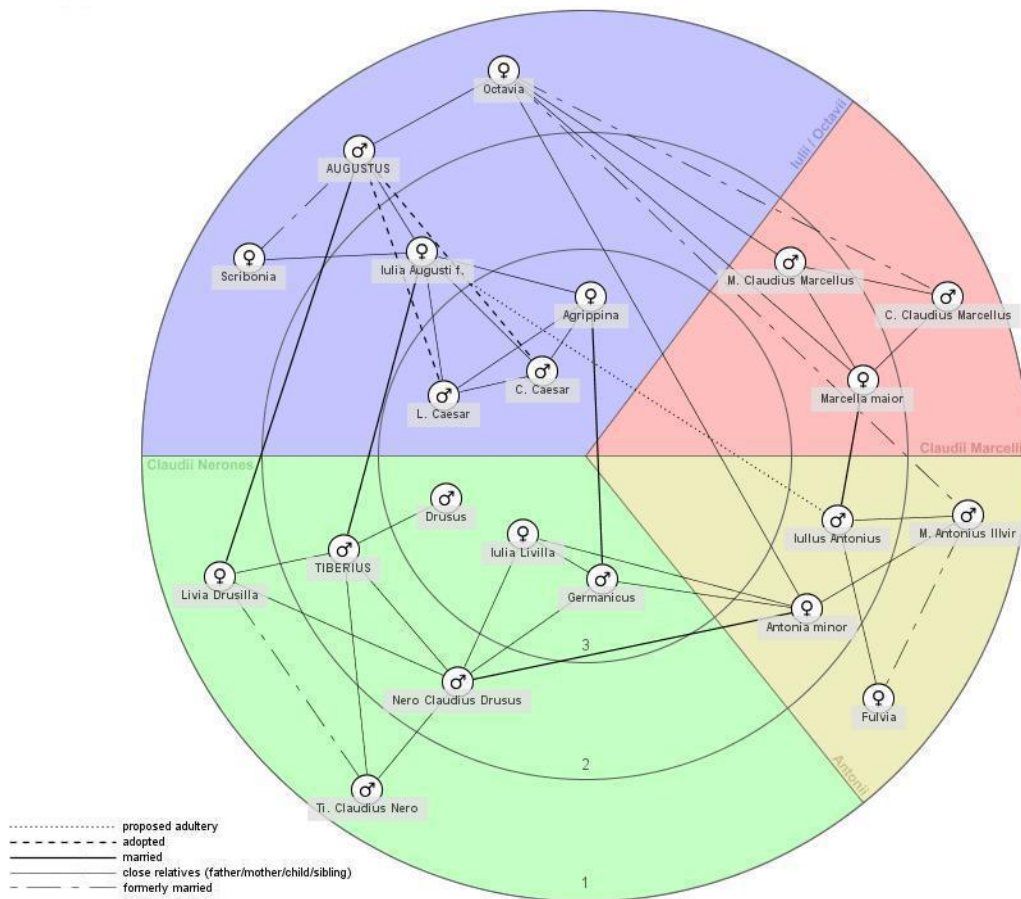 Octavia
AUGUSTUS
Iulii / Octavii
Scribonia
Iulia Augusti f.
M. Claudius Marcellus
Agrippina
C. Claudius Marcellus
C. Caesar
Marcella maior
L. Caesar
Claudii Nerones
Claudii Marcelli
Drusus
Iullus Antonius
M. Antonius IIIvir
Iulia Livilla
TIBERIUS
Livia Drusilla
Germanicus
Antonia minor
3
Nero Claudius Drusus
Fulvia
2
Antonii
Ti. Claudius Nero
proposed adultery
adopted
married
close relatives (father/mother/child/sibling)
formerly married
1